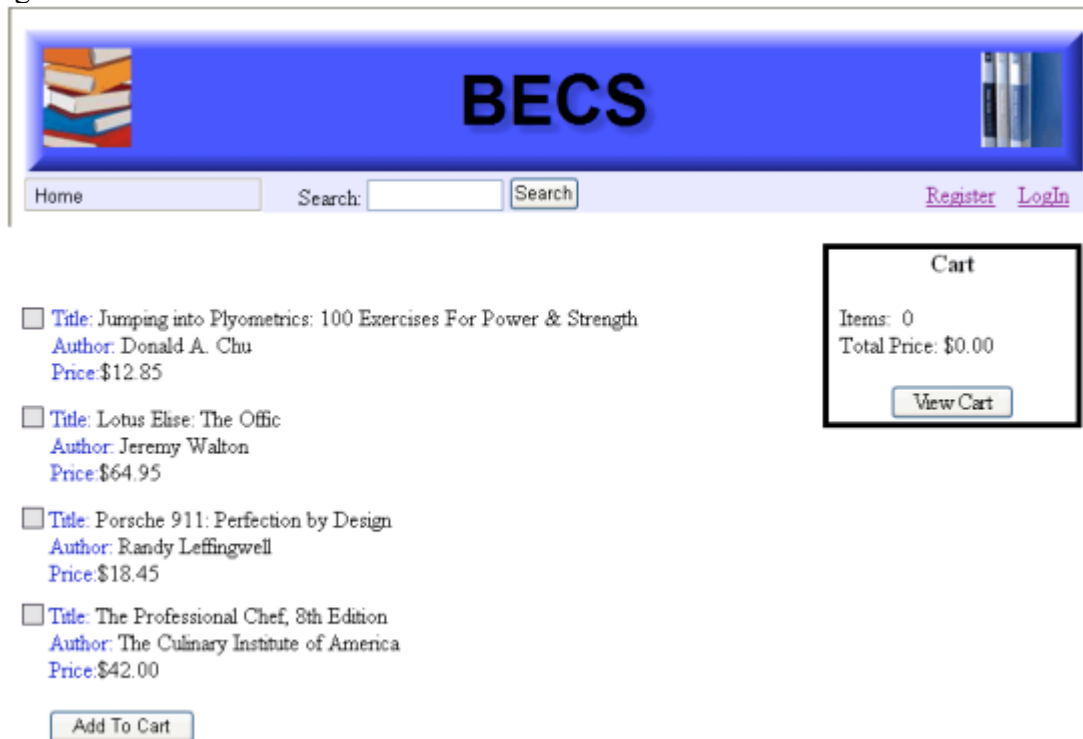 BECS
Home Search: Search Register LogIn
Cart
Items: 0
Total Price: $0.00
View Cart
Title: Jumping into Plyometrics: 100 Exercises For Power & Strength
Author: Donald A. Chu
Price:$12.85
Title: Lotus Elise: The Offic
Author: Jeremy Walton
Price:$64.95
Title: Porsche 911: Perfection by Design
Author: Randy Leffingwell
Price:$18.45
Title: The Professional Chef, 8th Edition
Author: The Culinary Institute of America
Price:$42.00
Add To Cart